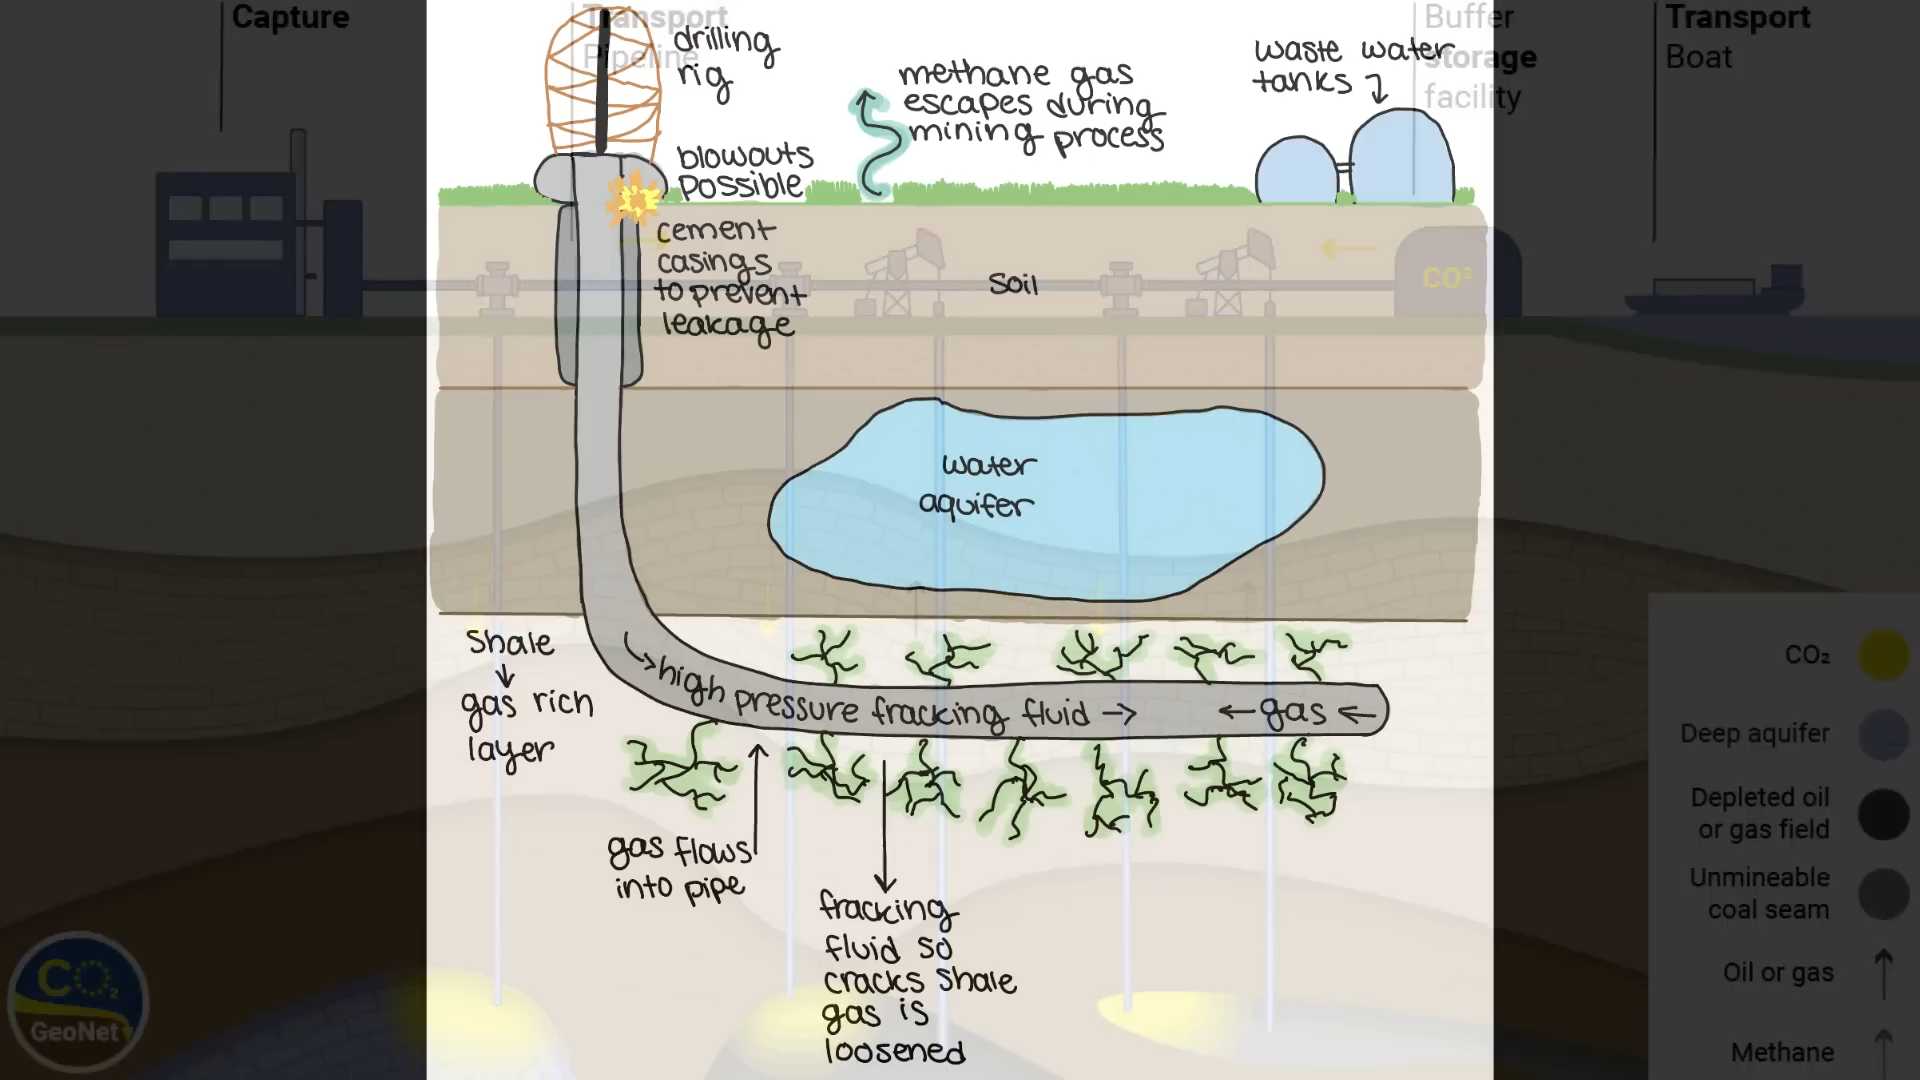 Capture
Transport
Pipeline
Buffer
storage
facility
Transport
Boat
drilling
rig
methane gas
escapes during
mining process
waste water
tanks
blowouts
possible
cement
casings
to prevent
leakage
Soil
CO²
water
aquifer
Shale
gas rich
layer
high pressure fracking fluid
gas
gas flows
into pipe
fracking
fluid so
cracks shale
gas is
loosened
CO₂
Deep aquifer
Depleted oil
or gas field
Unmineable
coal seam
Oil or gas
Methane
CO₂
GeoNet